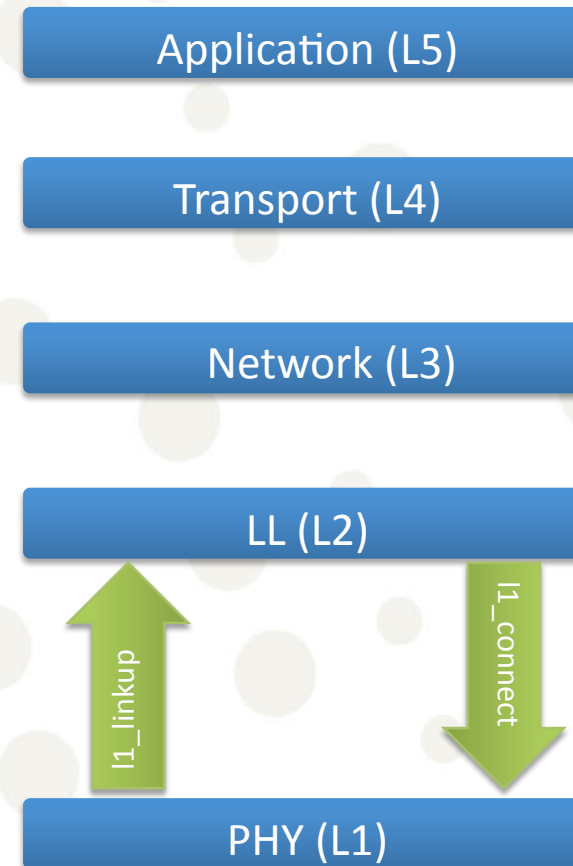 Application (L5)
Transport (L4)
Network (L3)
LL (L2)
l1_linkup
l1_connect
PHY (L1)